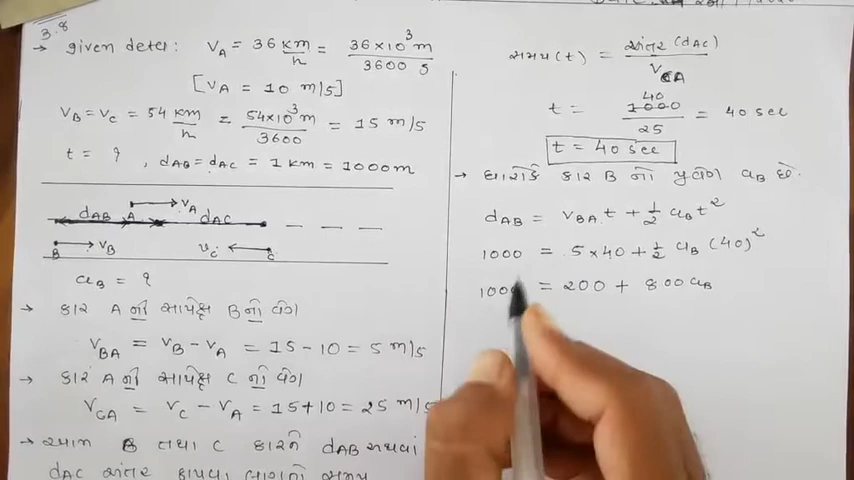 3.8
→ given deter : VA = 36 km/h = 36×10³ m / 3600 s
[VA = 10 m/s]
VB = VC = 54 km/h = 54×10³ m / 3600 = 15 m/s
t = ? , dAB = dAC = 1 km = 1000 m
dAB A dAC → VA
B → VB VC ← C
aB = ?
→ કાર A ની સાપેક્ષે B નો વેગ
VBA = VB - VA = 15 - 10 = 5 m/s
→ કાર A ની સાપેક્ષે C નો વેગ
VCA = VC - VA = 15 + 10 = 25 m/s
→ B તથા C કારને dAB અથવા
dAC અંતર કાપવા લાગતો સમય
સમય (t) = અંતર (dAC) / VCA
t = 1000 / 25 = 40 sec
40
t = 40 sec
→ ધારો કે કાર B નો પ્રવેગ aB છે.
dAB = VBA t + 1/2 aB t²
1000 = 5 × 40 + 1/2 aB (40)²
1000 = 200 + 800 aB